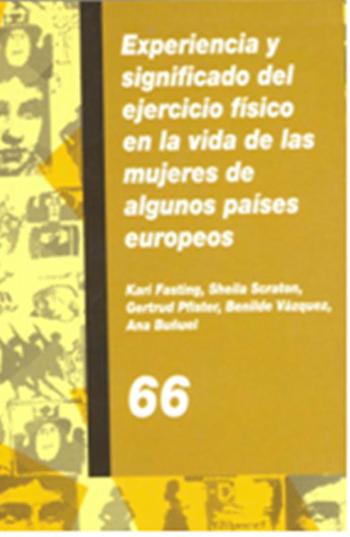 Experiencia y
significado del
ejercicio físico
en la vida de las
mujeres de
algunos países
europeos
Kari Fasting, Sheila Scraton,
Gertrud Pfister, Benilde Vázquez,
Ana Buñuel
66